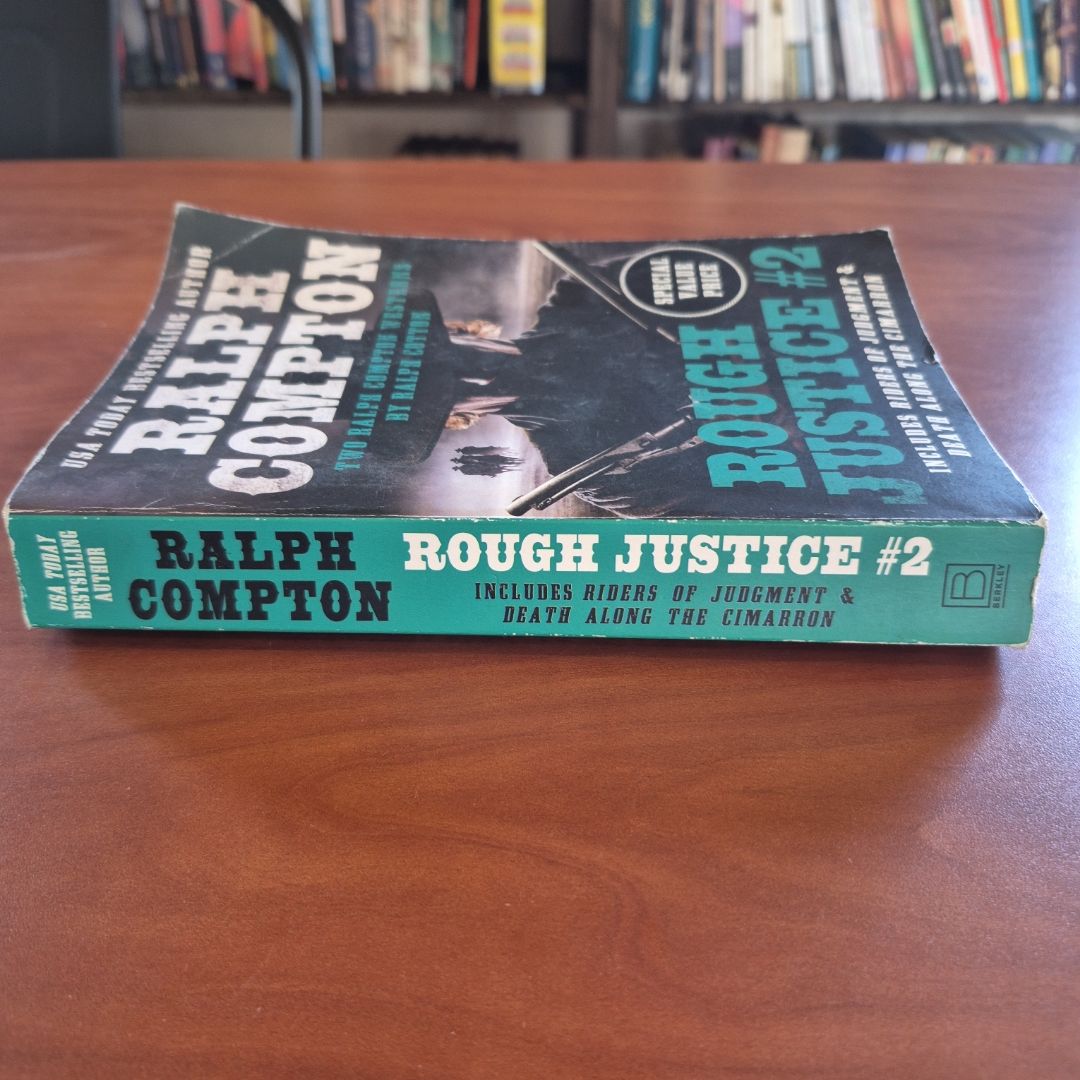 USA TODAY BESTSELLING AUTHOR
RALPH
COMPTON
TWO RALPH COMPTON WESTERNS
BY RALPH COTTON
SPECIAL
VALUE
PRICE
ROUGH
JUSTICE #2
INCLUDES RIDERS OF JUDGMENT &
DEATH ALONG THE CIMARRON
USA TODAY
BESTSELLING
AUTHOR
RALPH
COMPTON
ROUGH JUSTICE #2
INCLUDES RIDERS OF JUDGMENT &
DEATH ALONG THE CIMARRON
B
BERKLEY